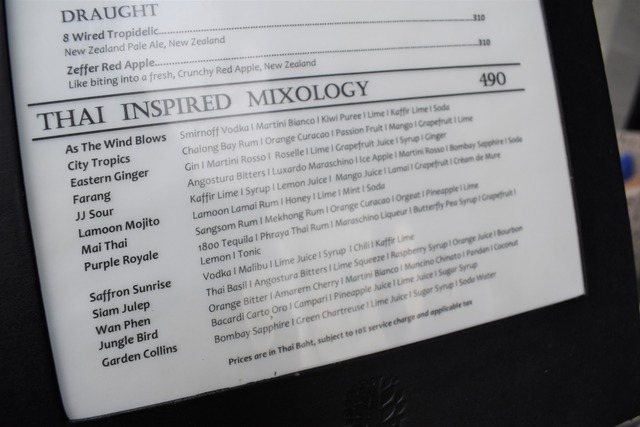 DRAUGHT
8 Wired Tropidelic...310
New Zealand Pale Ale, New Zealand
Zeffer Red Apple...310
Like biting into a fresh, Crunchy Red Apple, New Zealand
THAI INSPIRED MIXOLOGY 490
As The Wind Blows Smirnoff Vodka | Martini Bianco | Kiwi Puree | Lime | Kaffir Lime | Soda
City Tropics Chalong Bay Rum | Orange Curacao | Passion Fruit | Mango | Grapefruit | Lime
Eastern Ginger Gin | Martini Rosso | Roselle | Lime | Grapefruit Juice | Syrup | Ginger
Farang Angostura Bitters | Luxardo Maraschino | Ice Apple | Martini Rosso | Bombay Sapphire | Soda
JJ Sour Kaffir Lime | Syrup | Lemon Juice | Mango Juice | Lamai | Grapefruit | Crèam de Mure
Lamoon Mojito Lamoon Lamai Rum | Honey | Lime | Mint | Soda
Mai Thai Sangsom Rum | Mekhong Rum | Orange Curacao | Orgeat | Pineapple | Lime
Purple Royale 1800 Tequila | Phraya Thai Rum | Maraschino Liqueur | Butterfly Pea Syrup | Grapefruit |
Lemon | Tonic
Saffron Sunrise Vodka | Malibu | Lime Juice | Syrup | Chili | Kaffir Lime
Siam Julep Thai Basil | Angostura Bitters | Lime Squeeze | Raspberry Syrup | Orange Juice | Bourbon
Wan Phen Orange Bitter | Amarem Cherry | Martini Bianco | Mancino Chinato | Pandan | Coconut
Jungle Bird Bacardi Carto Oro | Campari | Pineapple Juice | Lime Juice | Sugar Syrup
Garden Collins Bombay Sapphire | Green Chartreuse | Lime Juice | Sugar Syrup | Soda Water
Prices are in Thai Baht, subject to 10% service charge and applicable tax